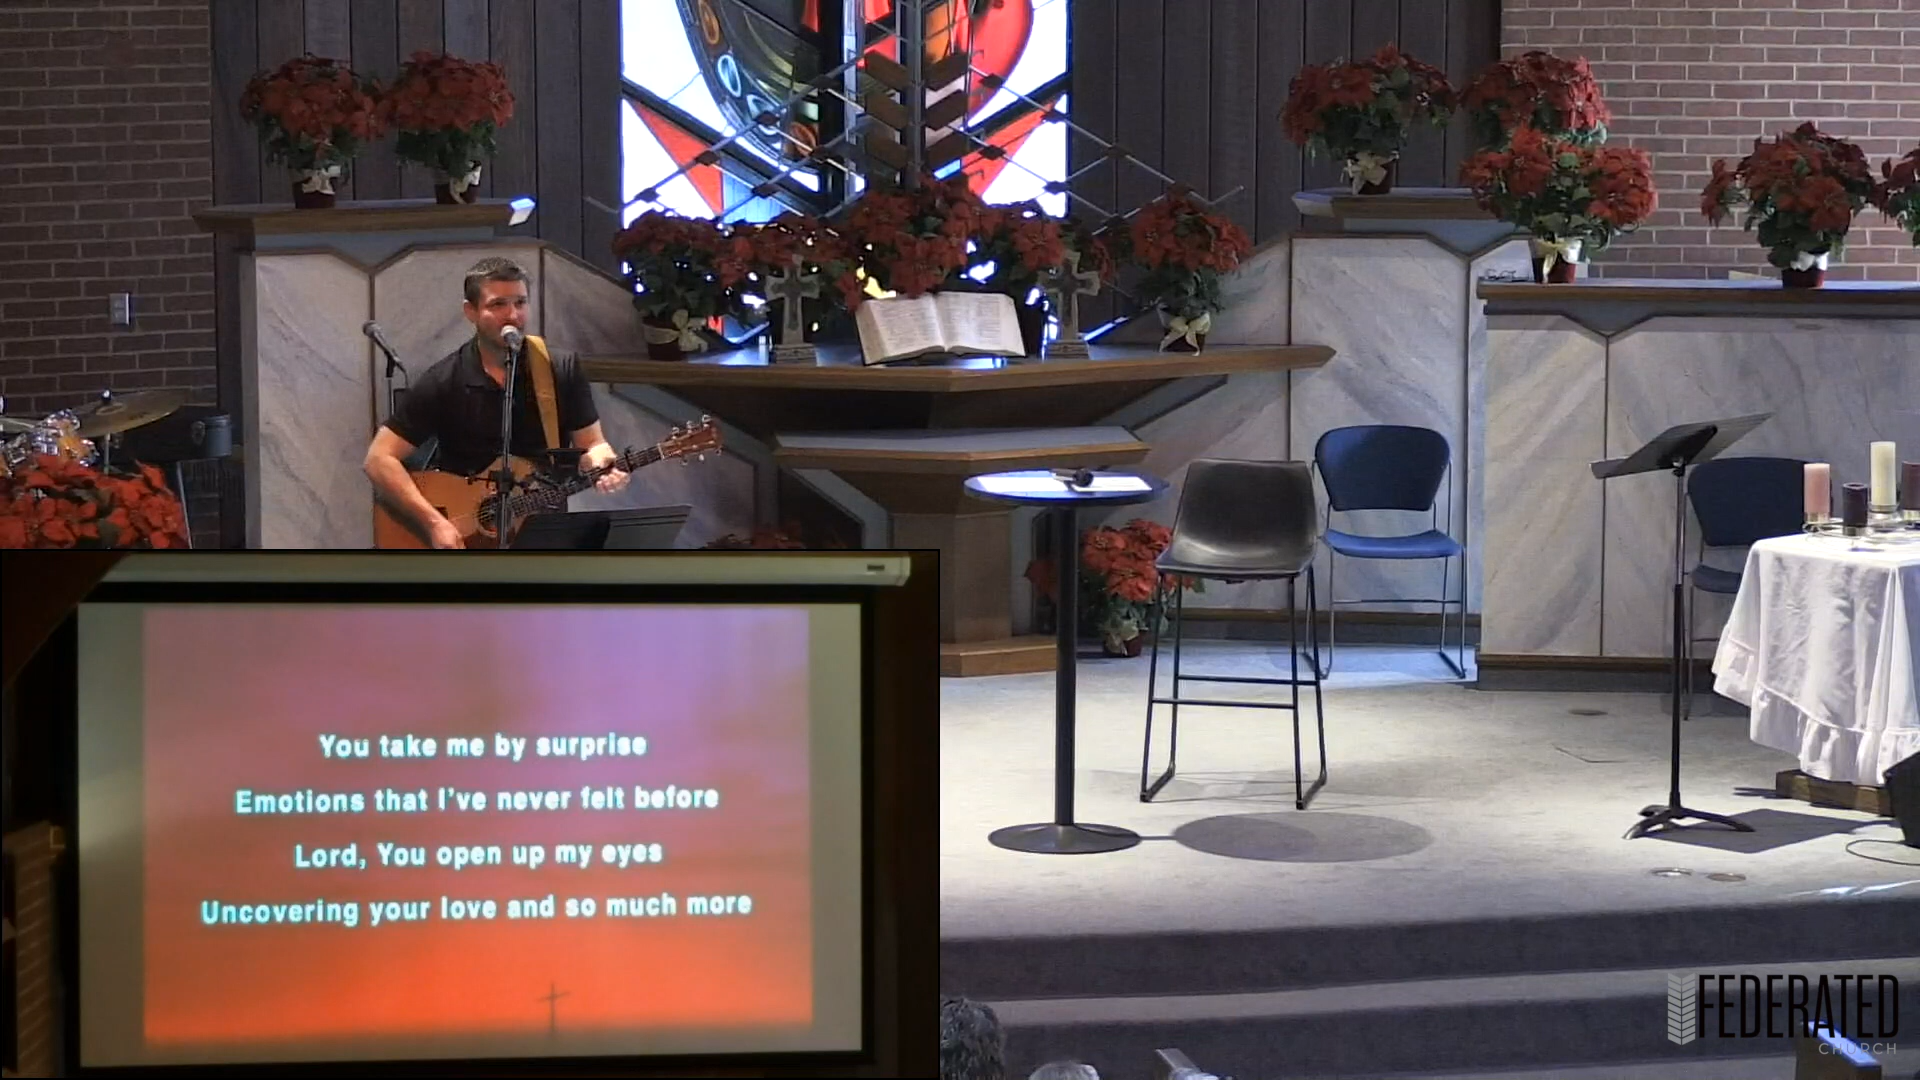 You take me by surprise
Emotions that I've never felt before
Lord, You open up my eyes
Uncovering your love and so much more
FEDERATED
CHURCH